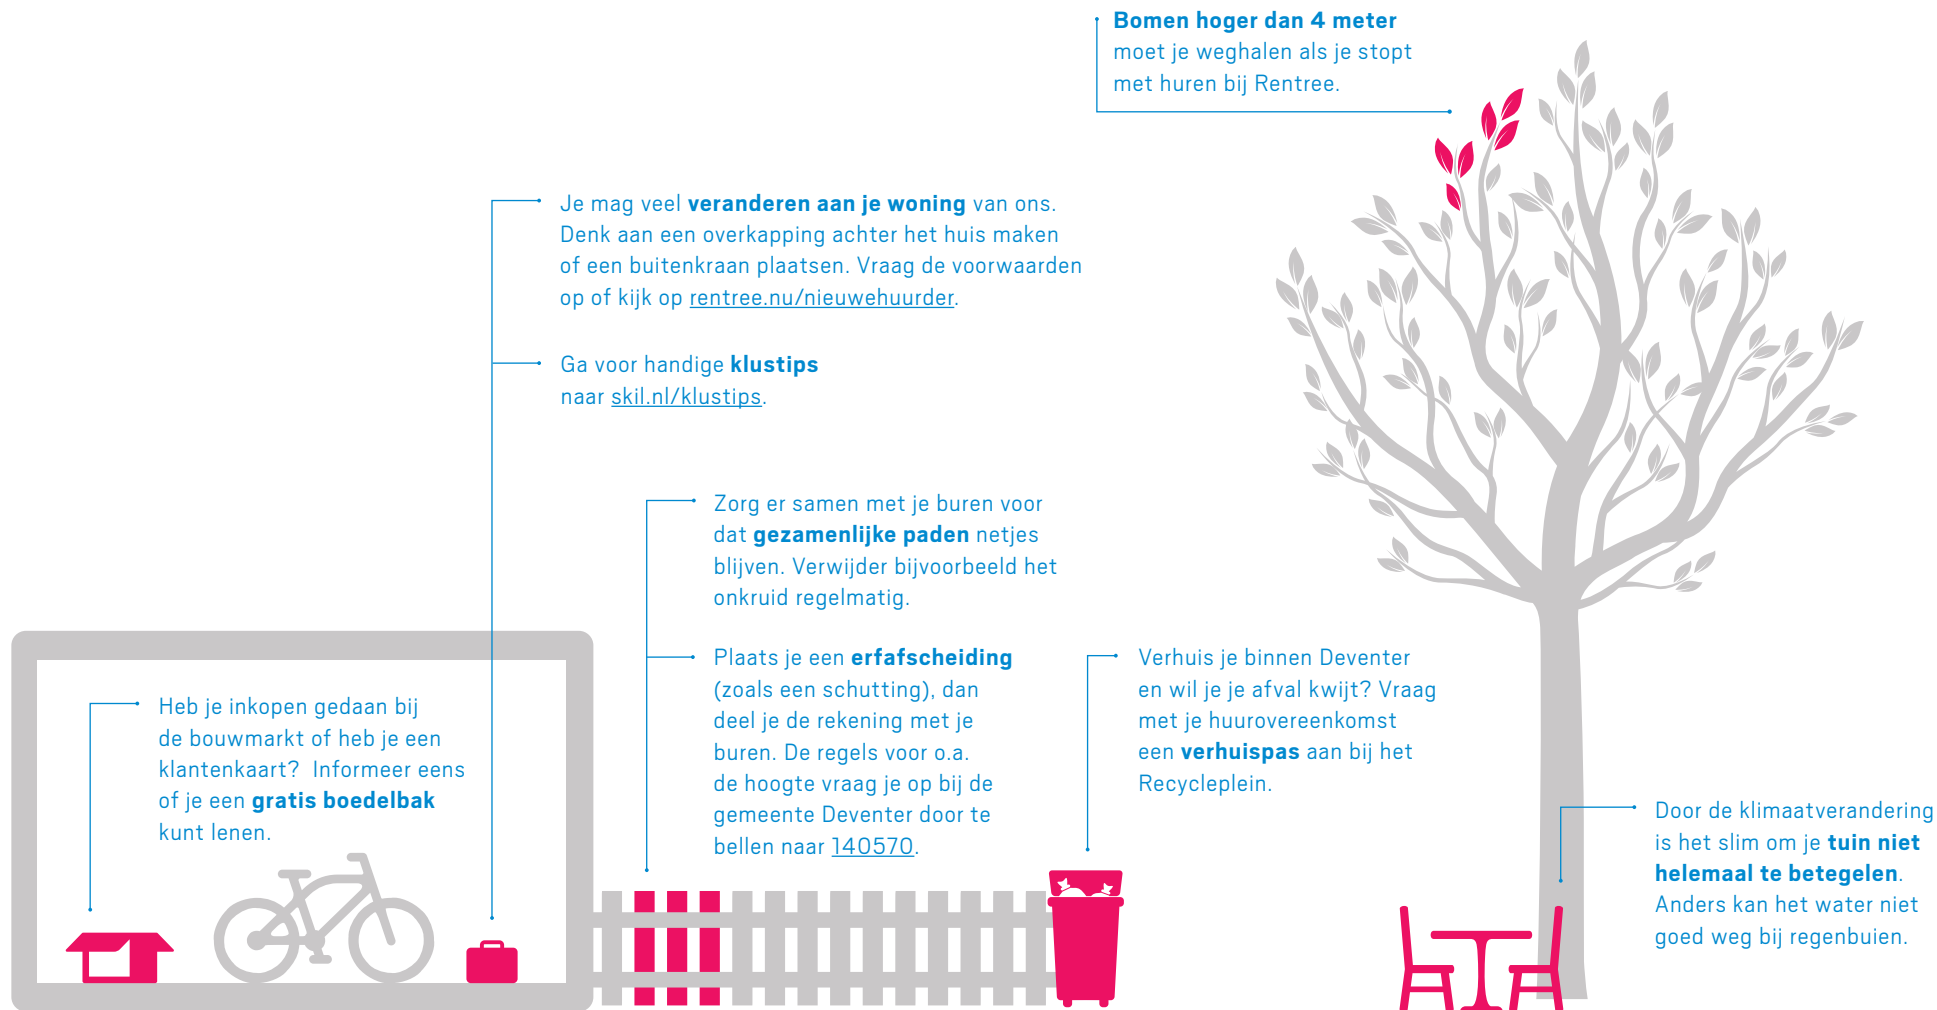 Bomen hoger dan 4 meter
moet je weghalen als je stopt
met huren bij Rentree.
Je mag veel veranderen aan je woning van ons.
Denk aan een overkapping achter het huis maken
of een buitenkraan plaatsen. Vraag de voorwaarden
op of kijk op rentree.nu/nieuwehuurder.
Ga voor handige klustips
naar skil.nl/klustips.
Zorg er samen met je buren voor
dat gezamenlijke paden netjes
blijven. Verwijder bijvoorbeeld het
onkruid regelmatig.
Plaats je een erfafscheiding
(zoals een schutting), dan
deel je de rekening met je
buren. De regels voor o.a.
de hoogte vraag je op bij de
gemeente Deventer door te
bellen naar 140570.
Verhuis je binnen Deventer
en wil je je afval kwijt? Vraag
met je huurovereenkomst
een verhuispas aan bij het
Recycleplein.
Heb je inkopen gedaan bij
de bouwmarkt of heb je een
klantenkaart? Informeer eens
of je een gratis boedelbak
kunt lenen.
Door de klimaatverandering
is het slim om je tuin niet
helemaal te betegelen.
Anders kan het water niet
goed weg bij regenbuien.